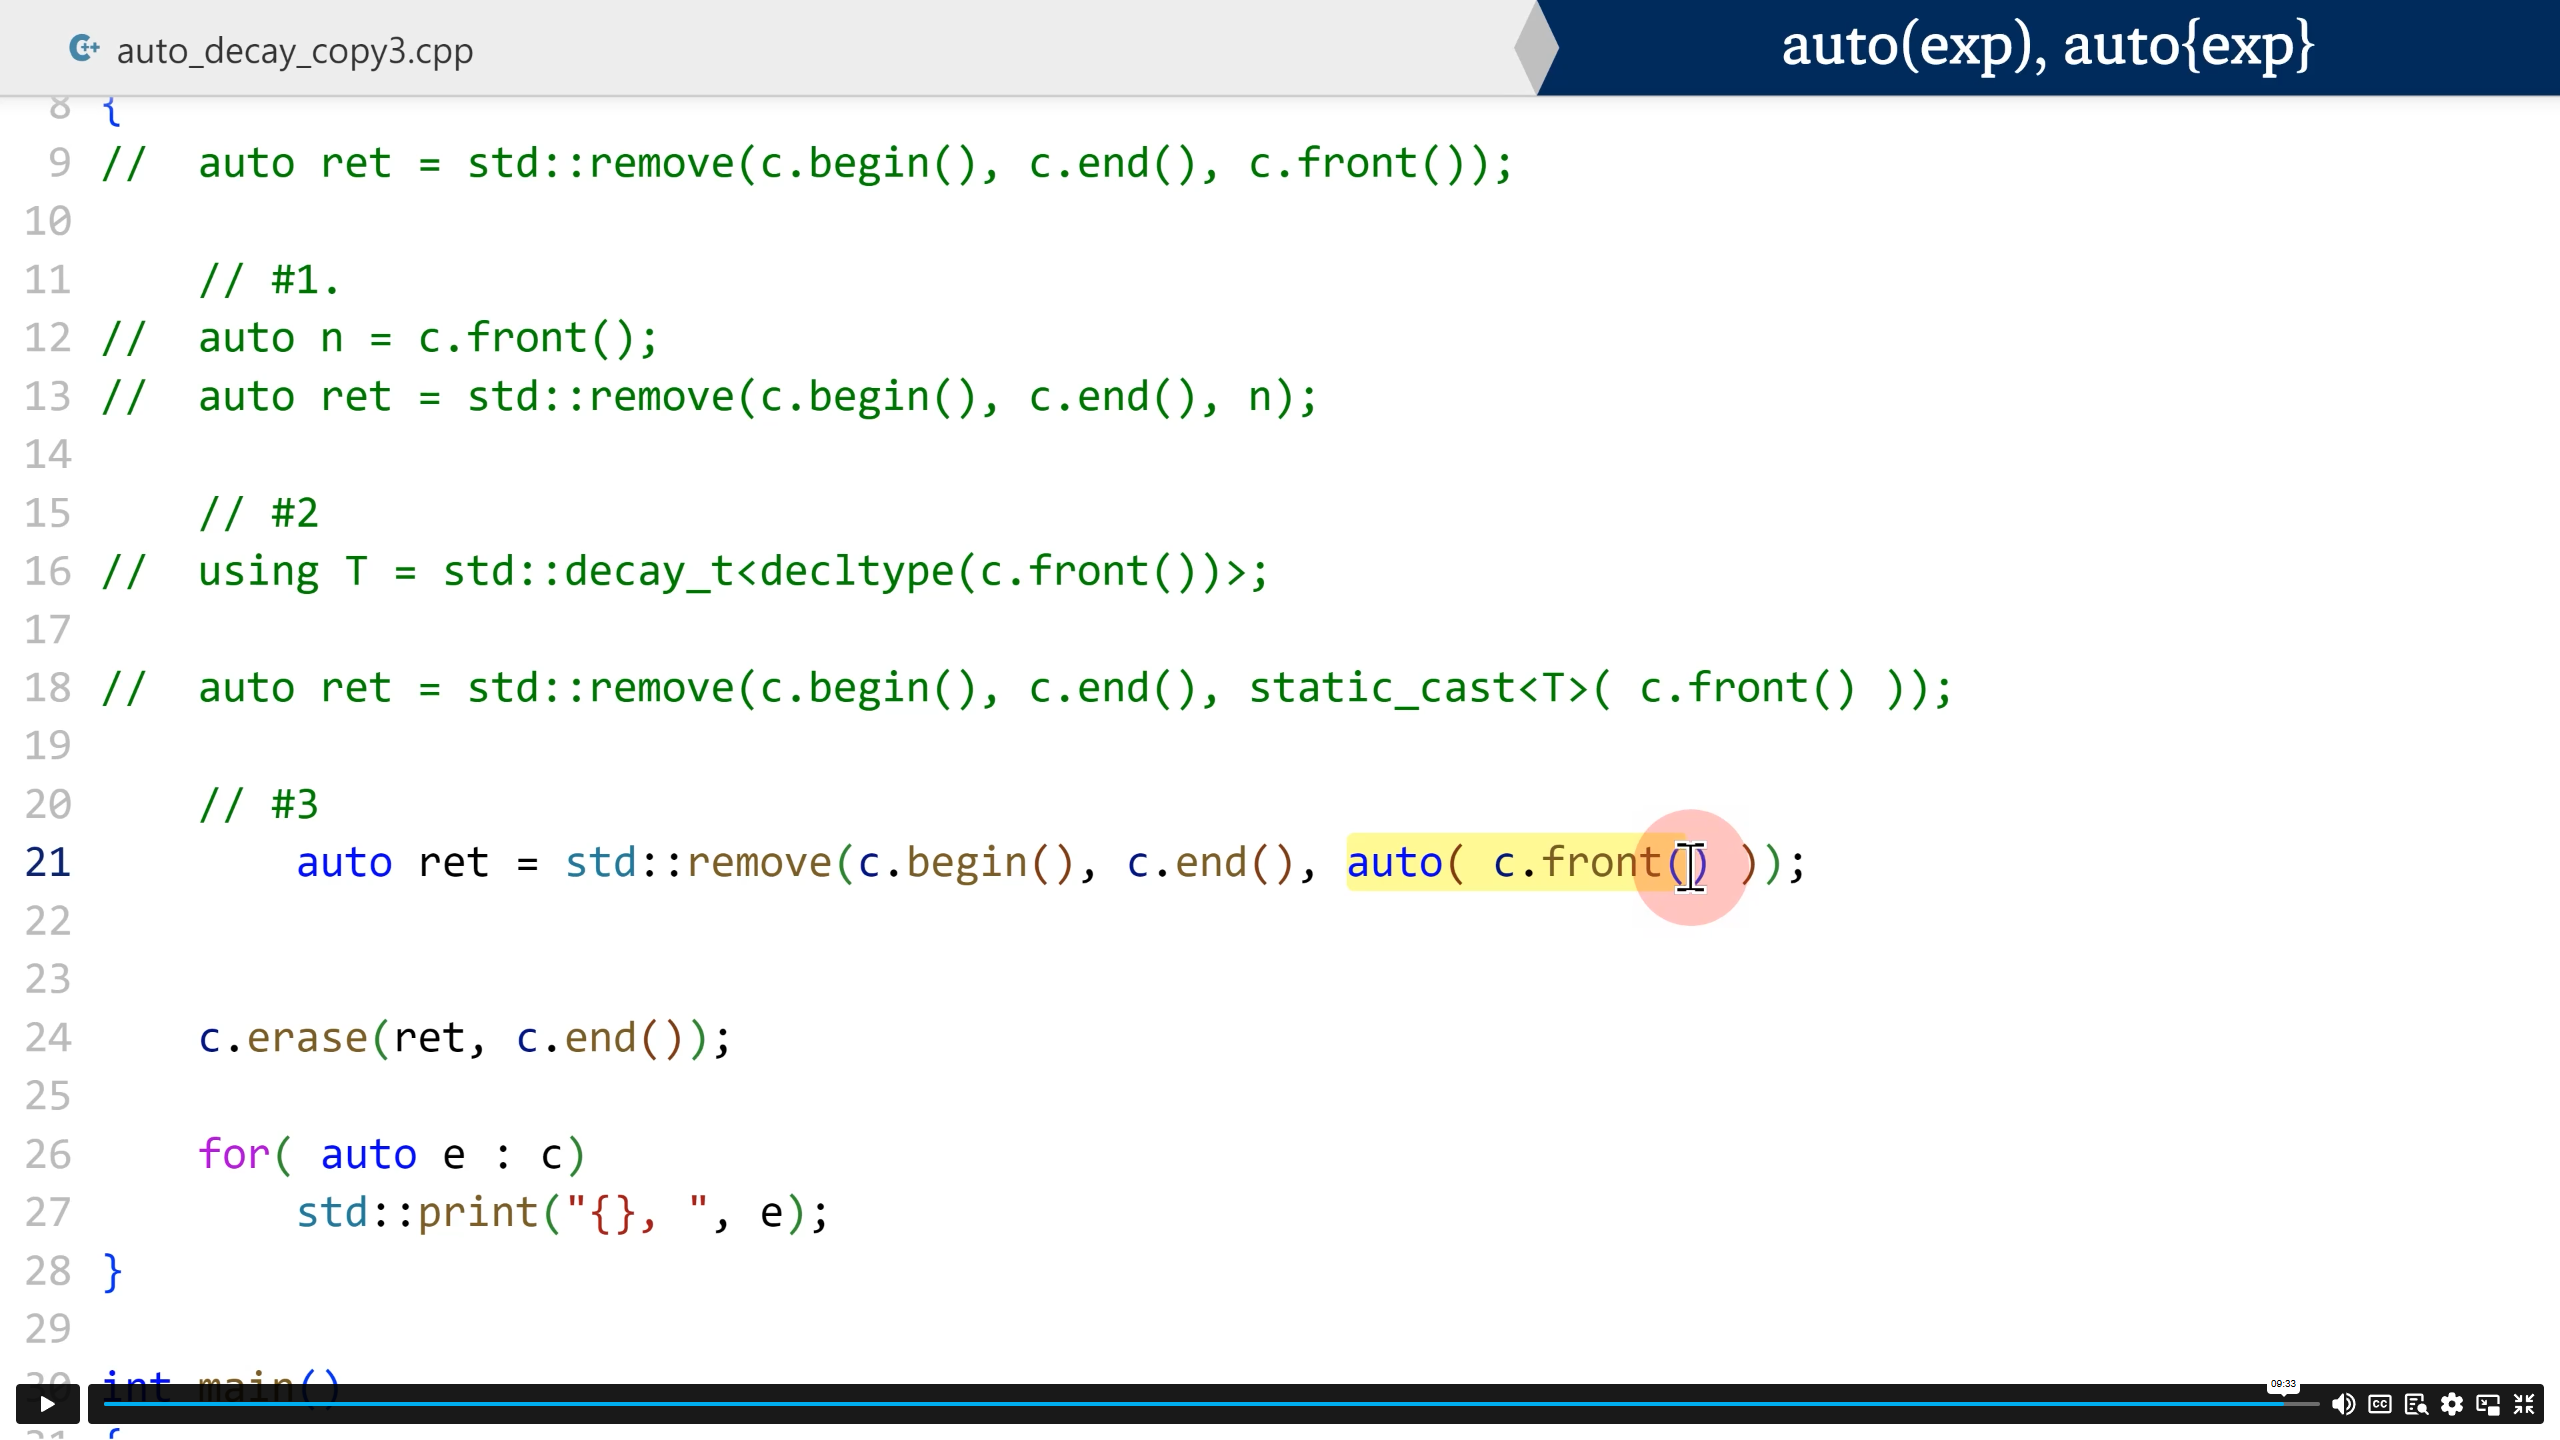 auto_decay_copy3.cpp
auto(exp), auto{exp}
8 {
9 //  auto ret = std::remove(c.begin(), c.end(), c.front());
10
11     // #1.
12 //  auto n = c.front();
13 //  auto ret = std::remove(c.begin(), c.end(), n);
14
15     // #2
16 //  using T = std::decay_t<decltype(c.front())>;
17
18 //  auto ret = std::remove(c.begin(), c.end(), static_cast<T>( c.front() ));
19
20     // #3
21         auto ret = std::remove(c.begin(), c.end(), auto( c.front() ));
22
23
24     c.erase(ret, c.end());
25
26     for( auto e : c)
27         std::print("{}, ", e);
28 }
29
30 int main()
31 {
09:33
CC